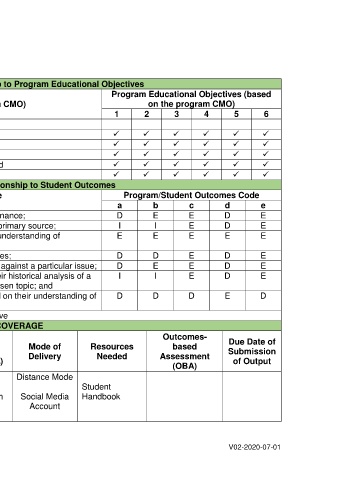 to Program Educational Objectives
CMO)
Program Educational Objectives (based
on the program CMO)
1 2 3 4 5 6
✓ ✓ ✓ ✓ ✓ ✓
✓ ✓ ✓ ✓ ✓ ✓
✓ ✓ ✓ ✓ ✓ ✓
d ✓ ✓ ✓ ✓ ✓ ✓
✓ ✓ ✓ ✓ ✓ ✓
onship to Student Outcomes
e Program/Student Outcomes Code
a b c d e
nance; D E E D E
primary source; I I E D E
understanding of E E E E E
es; D D E D E
against a particular issue; D E E D E
eir historical analysis of a I I E D E
sen topic; and
d on their understanding of D D D E D
ve
COVERAGE
Mode of
Delivery
Resources
Needed
Outcomes-
based
Assessment
(OBA)
Due Date of
Submission
of Output
Distance Mode
Social Media
Account
Student
Handbook
V02-2020-07-01